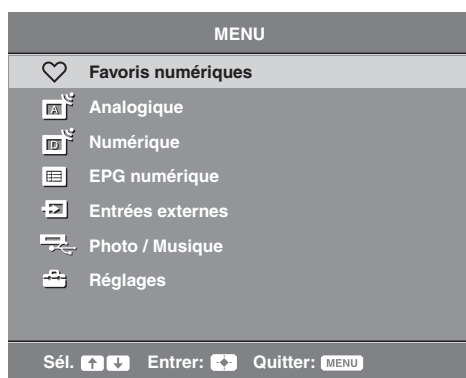 MENU
Favoris numériques
Analogique
Numérique
EPG numérique
Entrées externes
Photo / Musique
Réglages
Sél. Entrer: Quitter: MENU